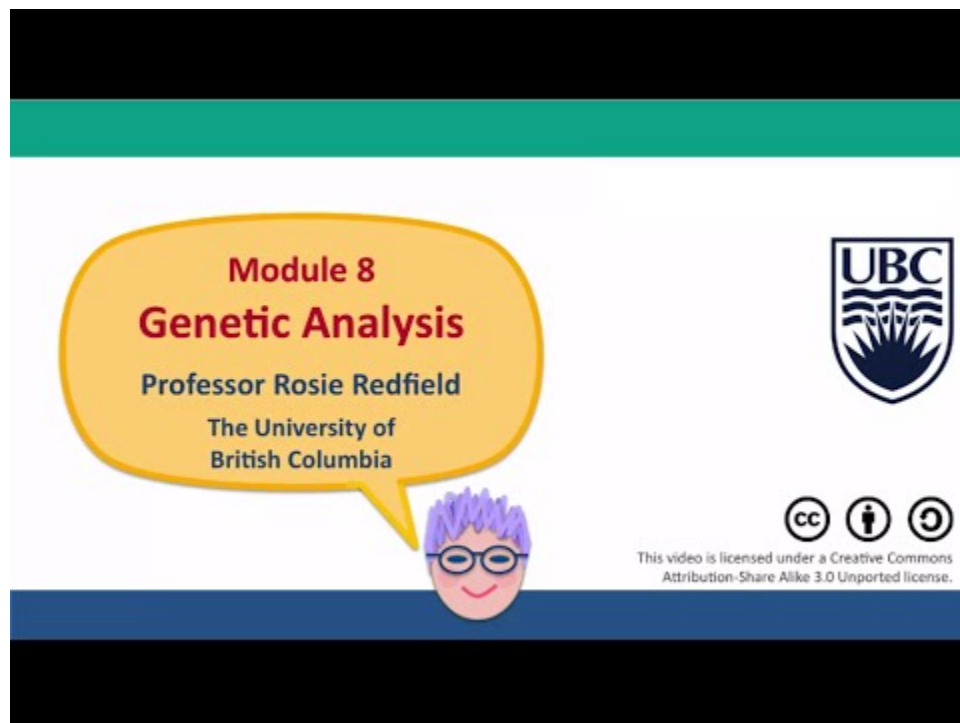 Module 8
Genetic Analysis
Professor Rosie Redfield
The University of
British Columbia
UBC
cc
This video is licensed under a Creative Commons
Attribution-Share Alike 3.0 Unported license.